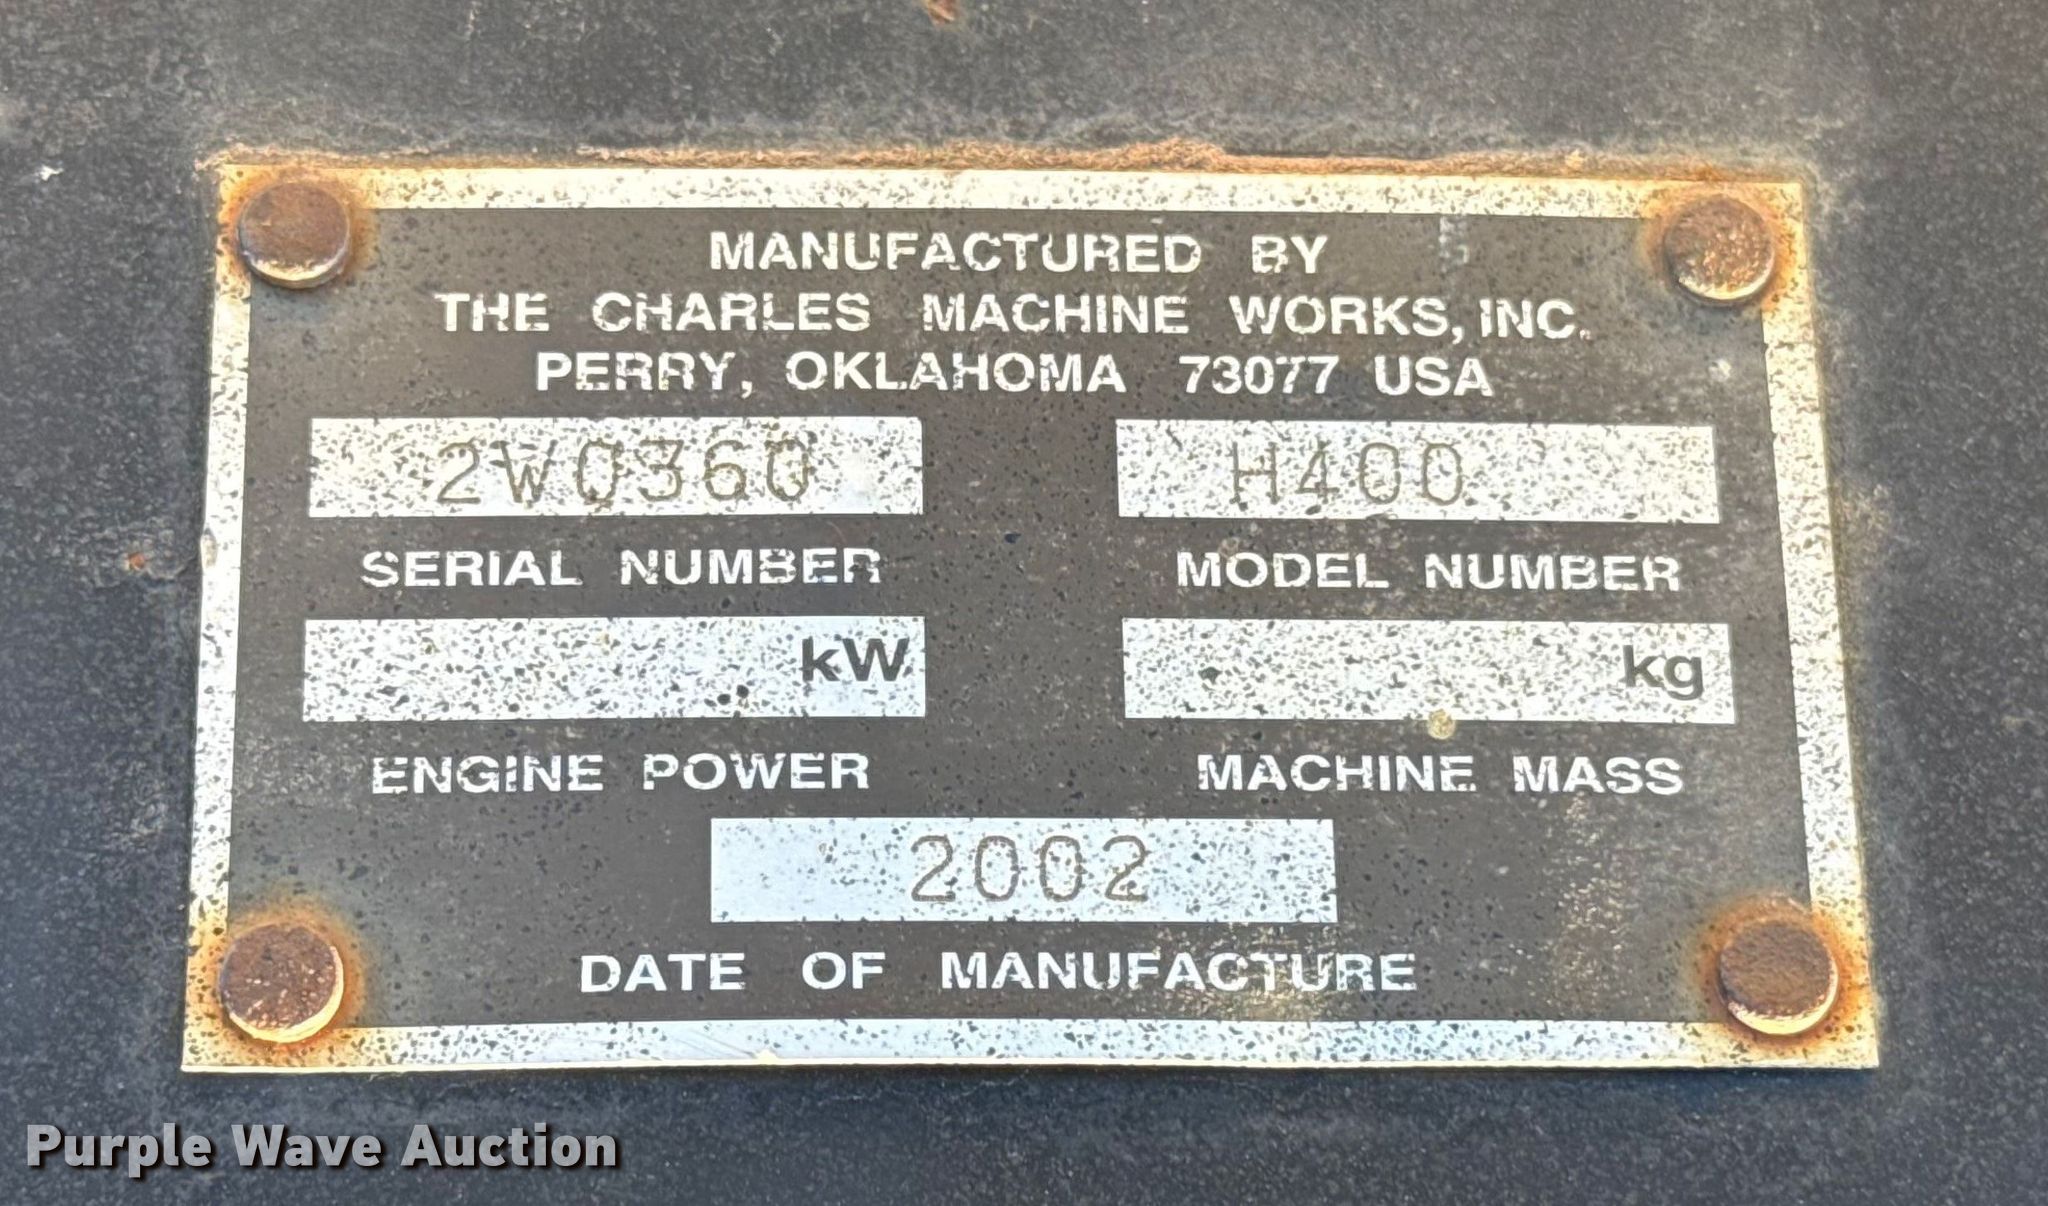 MANUFACTURED BY
THE CHARLES MACHINE WORKS, INC.
PERRY, OKLAHOMA 73077 USA
2W0360 H400
SERIAL NUMBER MODEL NUMBER
kW kg
ENGINE POWER MACHINE MASS
2002
DATE OF MANUFACTURE
Purple Wave Auction